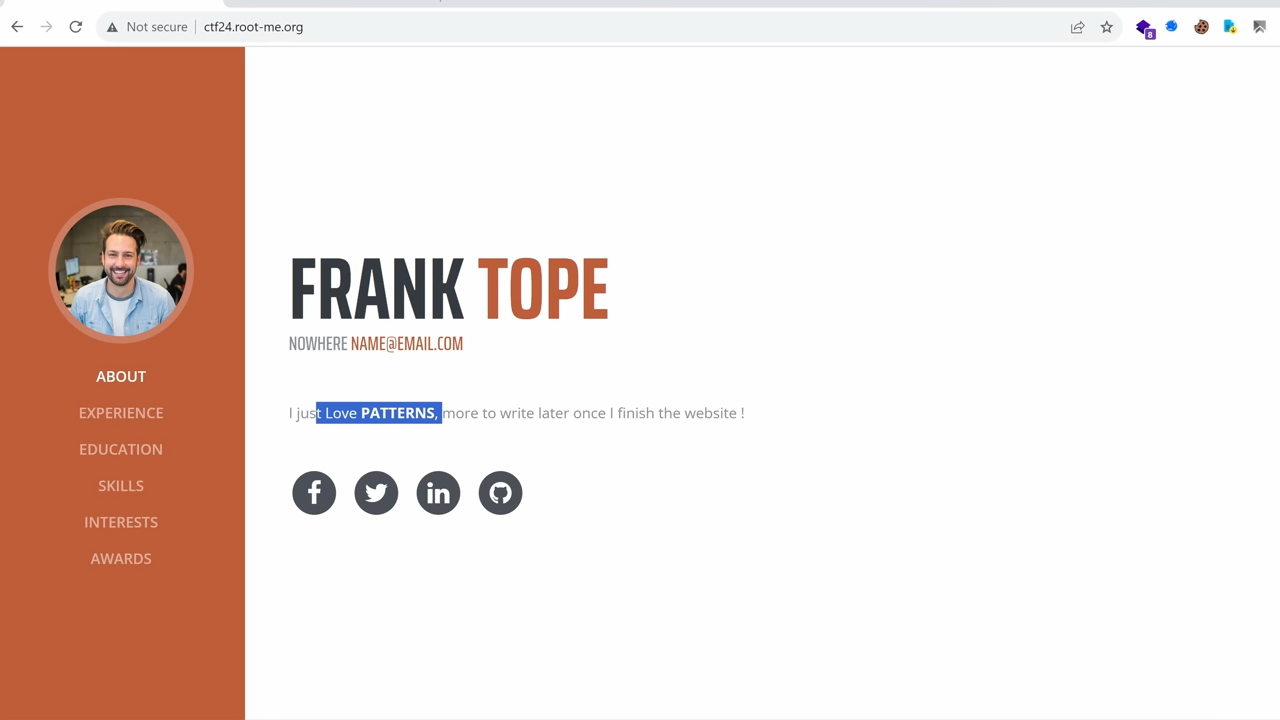 Not secure
ctf24.root-me.org
8
ABOUT
EXPERIENCE
EDUCATION
SKILLS
INTERESTS
AWARDS
FRANK TOPE
NOWHERE NAME@EMAIL.COM
I just Love PATTERNS, more to write later once I finish the website !